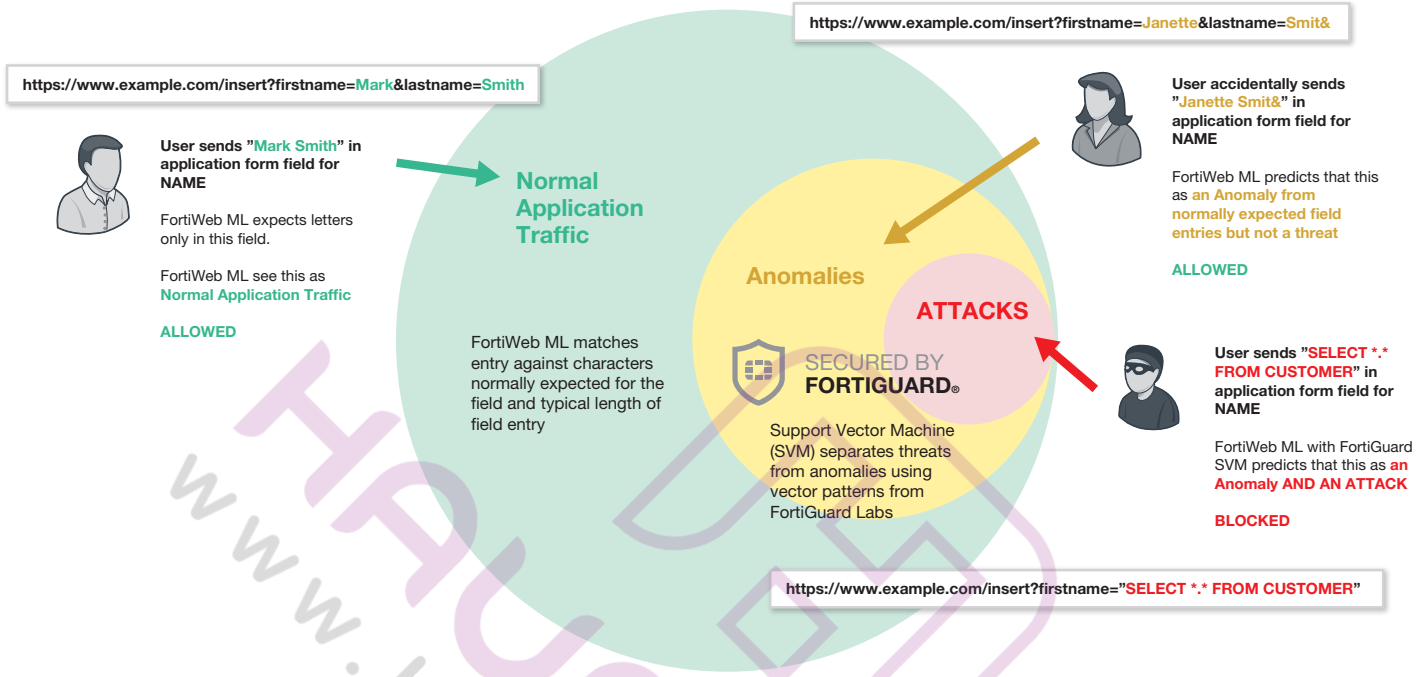 https://www.example.com/insert?firstname=Janette&lastname=Smit&
https://www.example.com/insert?firstname=Mark&lastname=Smith
User sends ”Mark Smith” in
application form field for
NAME
FortiWeb ML expects letters
only in this field.
FortiWeb ML see this as
Normal Application Traffic
ALLOWED
Normal
Application
Traffic
FortiWeb ML matches
entry against characters
normally expected for the
field and typical length of
field entry
Anomalies
ATTACKS
SECURED BY
FORTIGUARD®
Support Vector Machine
(SVM) separates threats
from anomalies using
vector patterns from
FortiGuard Labs
User accidentally sends
”Janette Smit&” in
application form field for
NAME
FortiWeb ML predicts that this
as an Anomaly from
normally expected field
entries but not a threat
ALLOWED
User sends ”SELECT *.*
FROM CUSTOMER” in
application form field for
NAME
FortiWeb ML with FortiGuard
SVM predicts that this as an
Anomaly AND AN ATTACK
BLOCKED
https://www.example.com/insert?firstname=”SELECT *.* FROM CUSTOMER”